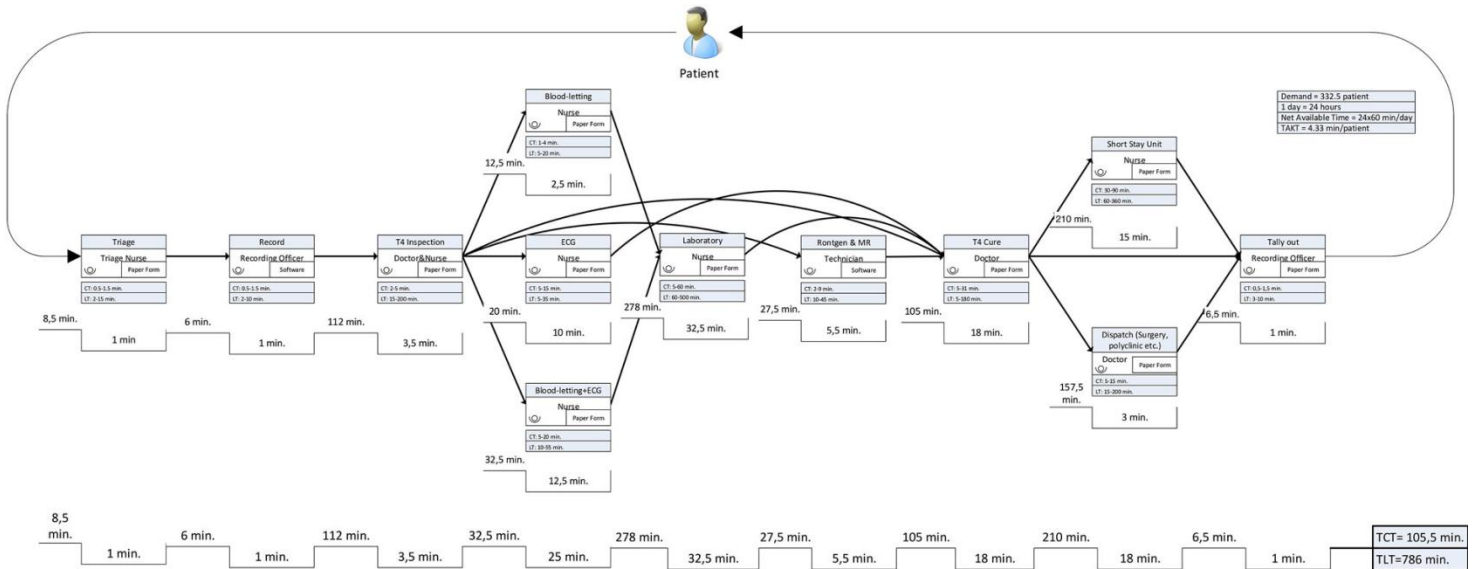 Patient
Demand = 332.5 patient
1 day = 24 hours
Net Available Time = 24x60 min/day
TAKT = 4.33 min/patient
Blood-letting
Nurse
Paper Form
CT: 1-4 min.
LT: 5-20 min.
12,5 min.
2,5 min.
Short Stay Unit
Nurse
Paper Form
CT: 30-90 min.
LT: 60-360 min.
210 min.
15 min.
Triage
Triage Nurse
Paper Form
CT: 0.5-1.5 min.
LT: 2-15 min.
8,5 min.
1 min
Record
Recording Officer
Software
CT: 0.5-1.5 min.
LT: 2-10 min.
6 min.
1 min.
T4 Inspection
Doctor&Nurse
Paper Form
CT: 2-5 min.
LT: 15-200 min.
112 min.
3,5 min.
ECG
Nurse
Paper Form
CT: 5-15 min.
LT: 5-35 min.
20 min.
10 min.
Laboratory
Nurse
Paper Form
CT: 5-60 min.
LT: 60-500 min.
278 min.
32,5 min.
Rontgen & MR
Technician
Software
CT: 2-9 min.
LT: 10-45 min.
27,5 min.
5,5 min.
T4 Cure
Doctor
Paper Form
CT: 5-31 min.
LT: 5-180 min.
105 min.
18 min.
Tally out
Recording Officer
Paper Form
CT: 0,5-1,5 min.
LT: 3-10 min.
6,5 min.
1 min.
Dispatch (Surgery,
polyclinic etc.)
Doctor
Paper Form
LT: 15-200 min.
157,5
min.
3 min.
Blood-letting+ECG
Nurse
Paper Form
CT: 5-20 min.
LT: 10-55 min.
32,5 min.
12,5 min.
8,5
min.
6 min.
112 min.
32,5 min.
278 min.
27,5 min.
105 min.
210 min.
6,5 min.
TCT= 105,5 min.
1 min.
1 min.
3,5 min.
25 min.
32,5 min.
5,5 min.
18 min.
18 min.
1 min.
TLT=786 min.